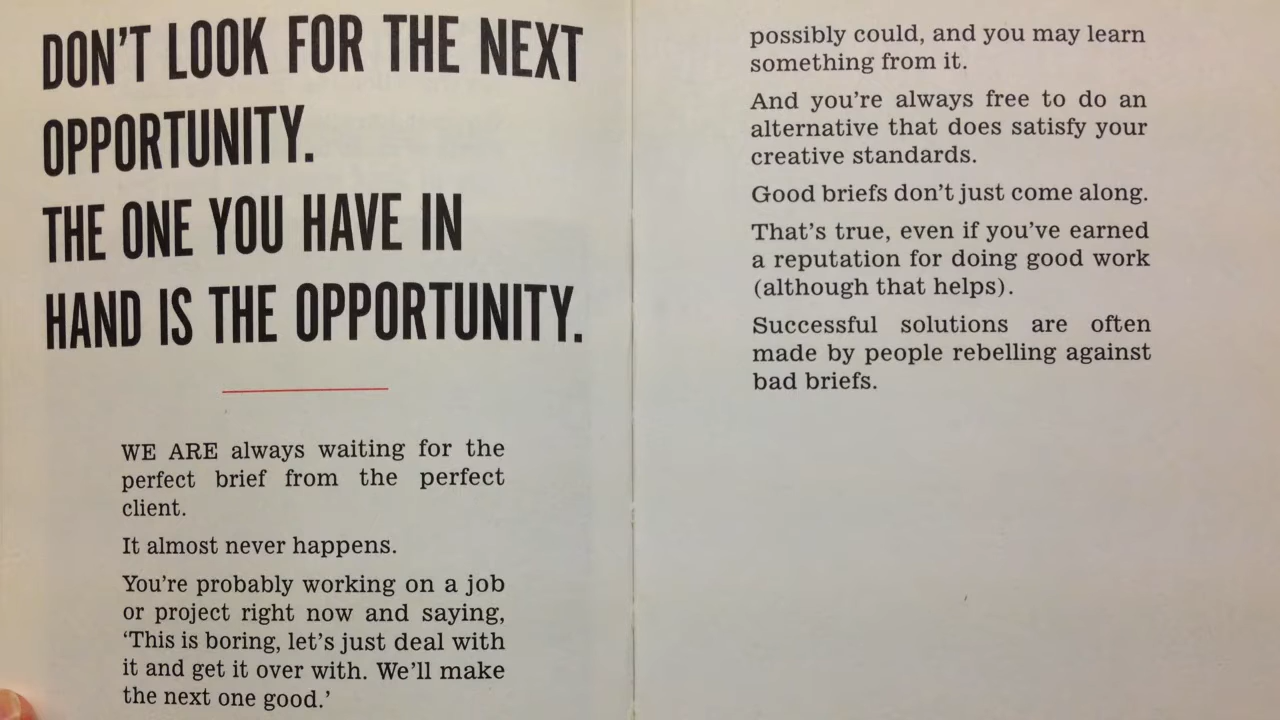 DON’T LOOK FOR THE NEXT
OPPORTUNITY.
THE ONE YOU HAVE IN
HAND IS THE OPPORTUNITY.
WE ARE always waiting for the
perfect brief from the perfect
client.
It almost never happens.
You’re probably working on a job
or project right now and saying,
‘This is boring, let’s just deal with
it and get it over with. We’ll make
the next one good.’
possibly could, and you may learn
something from it.
And you’re always free to do an
alternative that does satisfy your
creative standards.
Good briefs don’t just come along.
That’s true, even if you’ve earned
a reputation for doing good work
(although that helps).
Successful solutions are often
made by people rebelling against
bad briefs.